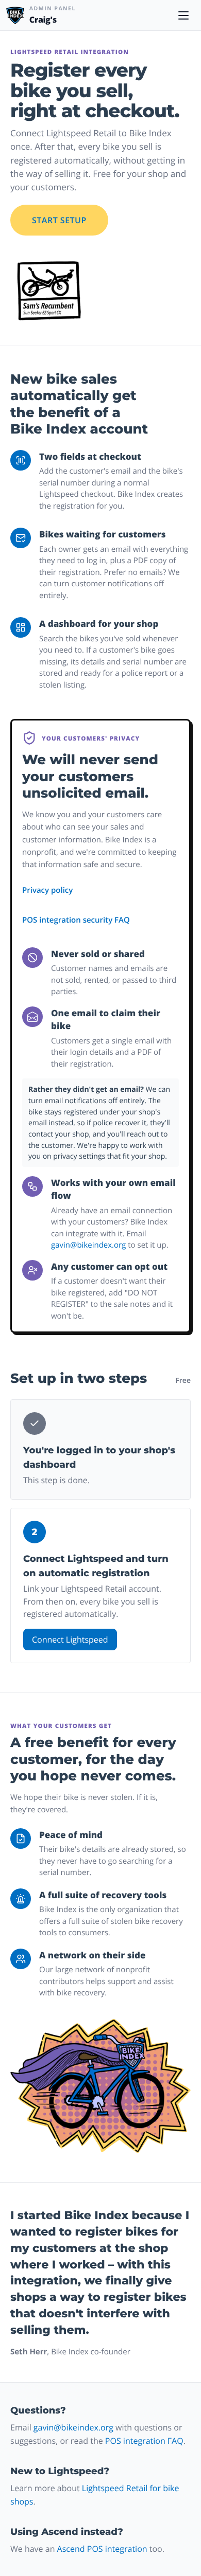 BIKE INDEX
ADMIN PANEL
Craig's
LIGHTSPEED RETAIL INTEGRATION
Register every
bike you sell,
right at checkout.
Connect Lightspeed Retail to Bike Index
once. After that, every bike you sell is
registered automatically, without getting in
the way of selling it. Free for your shop and
your customers.
START SETUP
Sam's Recumbent
Sun Seeker EZ Sport CX
New bike sales
automatically get
the benefit of a
Bike Index account
Two fields at checkout
Add the customer's email and the bike's
serial number during a normal
Lightspeed checkout. Bike Index creates
the registration for you.
Bikes waiting for customers
Each owner gets an email with everything
they need to log in, plus a PDF copy of
their registration. Prefer no emails? We
can turn customer notifications off
entirely.
A dashboard for your shop
Search the bikes you've sold whenever
you need to. If a customer's bike goes
missing, its details and serial number are
stored and ready for a police report or a
stolen listing.
YOUR CUSTOMERS' PRIVACY
We will never send
your customers
unsolicited email.
We know you and your customers care
about who can see your sales and
customer information. Bike Index is a
nonprofit, and we're committed to keeping
that information safe and secure.
Privacy policy
POS integration security FAQ
Never sold or shared
Customer names and emails are
not sold, rented, or passed to third
parties.
One email to claim their
bike
Customers get a single email with
their login details and a PDF of
their registration.
Rather they didn't get an email? We can
turn email notifications off entirely. The
bike stays registered under your shop's
email instead, so if police recover it, they'll
contact your shop, and you'll reach out to
the customer. We're happy to work with
you on privacy settings that fit your shop.
Works with your own email
flow
Already have an email connection
with your customers? Bike Index
can integrate with it. Email
gavin@bikeindex.org to set it up.
Any customer can opt out
If a customer doesn't want their
bike registered, add "DO NOT
REGISTER" to the sale notes and it
won't be.
Set up in two steps
Free
You're logged in to your shop's
dashboard
This step is done.
2
Connect Lightspeed and turn
on automatic registration
Link your Lightspeed Retail account.
From then on, every bike you sell is
registered automatically.
Connect Lightspeed
WHAT YOUR CUSTOMERS GET
A free benefit for every
customer, for the day
you hope never comes.
We hope their bike is never stolen. If it is,
they're covered.
Peace of mind
Their bike's details are already stored, so
they never have to go searching for a
serial number.
A full suite of recovery tools
Bike Index is the only organization that
offers a full suite of stolen bike recovery
tools to consumers.
A network on their side
Our large network of nonprofit
contributors helps support and assist
with bike recovery.
BIKE
INDEX
I started Bike Index because I
wanted to register bikes for
my customers at the shop
where I worked – with this
integration, we finally give
shops a way to register bikes
that doesn't interfere with
selling them.
Seth Herr, Bike Index co-founder
Questions?
Email gavin@bikeindex.org with questions or
suggestions, or read the POS integration FAQ.
New to Lightspeed?
Learn more about Lightspeed Retail for bike
shops.
Using Ascend instead?
We have an Ascend POS integration too.